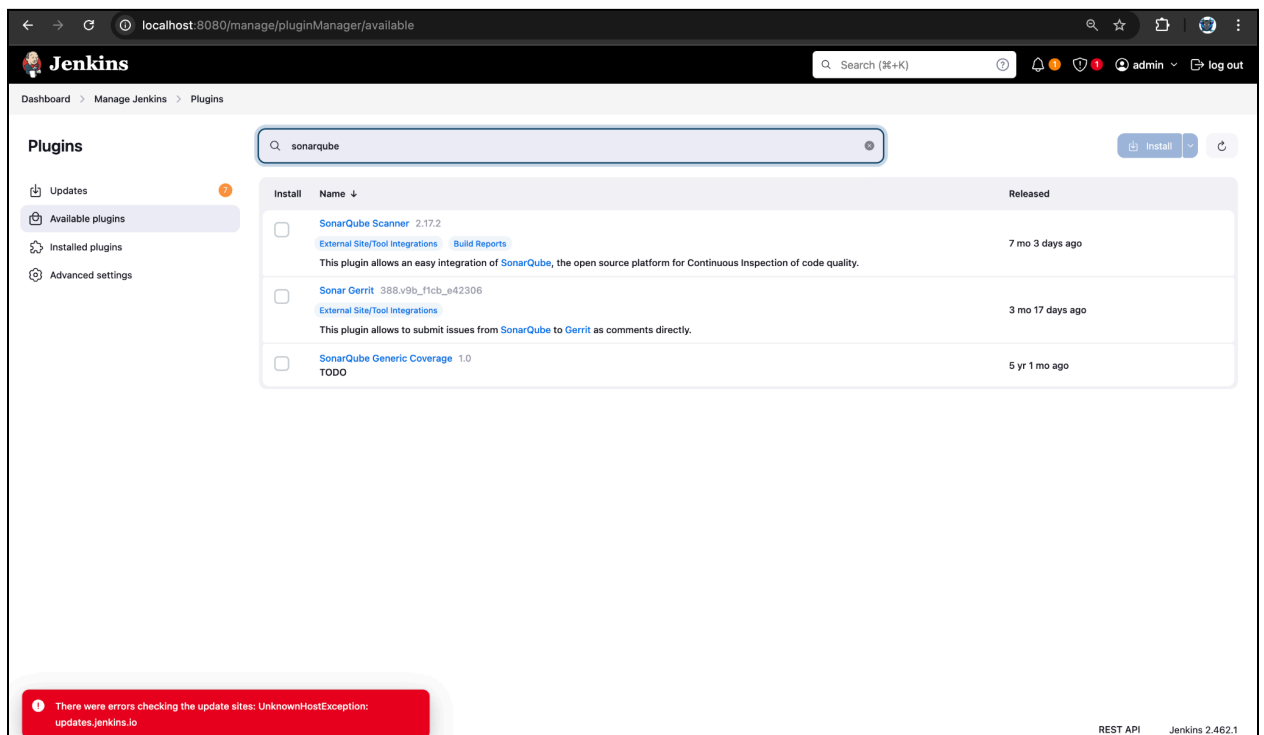 localhost:8080/manage/pluginManager/available
Jenkins
Search (⌘+K)
1
1
admin
log out
Dashboard > Manage Jenkins > Plugins
Plugins
sonarqube
Install
Updates
7
Available plugins
Installed plugins
Advanced settings
Install Name ↓ Released
SonarQube Scanner 2.17.2
External Site/Tool Integrations Build Reports
This plugin allows an easy integration of SonarQube, the open source platform for Continuous Inspection of code quality.
7 mo 3 days ago
Sonar Gerrit 388.v9b_f1cb_e42306
External Site/Tool Integrations
This plugin allows to submit issues from SonarQube to Gerrit as comments directly.
3 mo 17 days ago
SonarQube Generic Coverage 1.0
TODO
5 yr 1 mo ago
There were errors checking the update sites: UnknownHostException:
updates.jenkins.io
REST API Jenkins 2.462.1